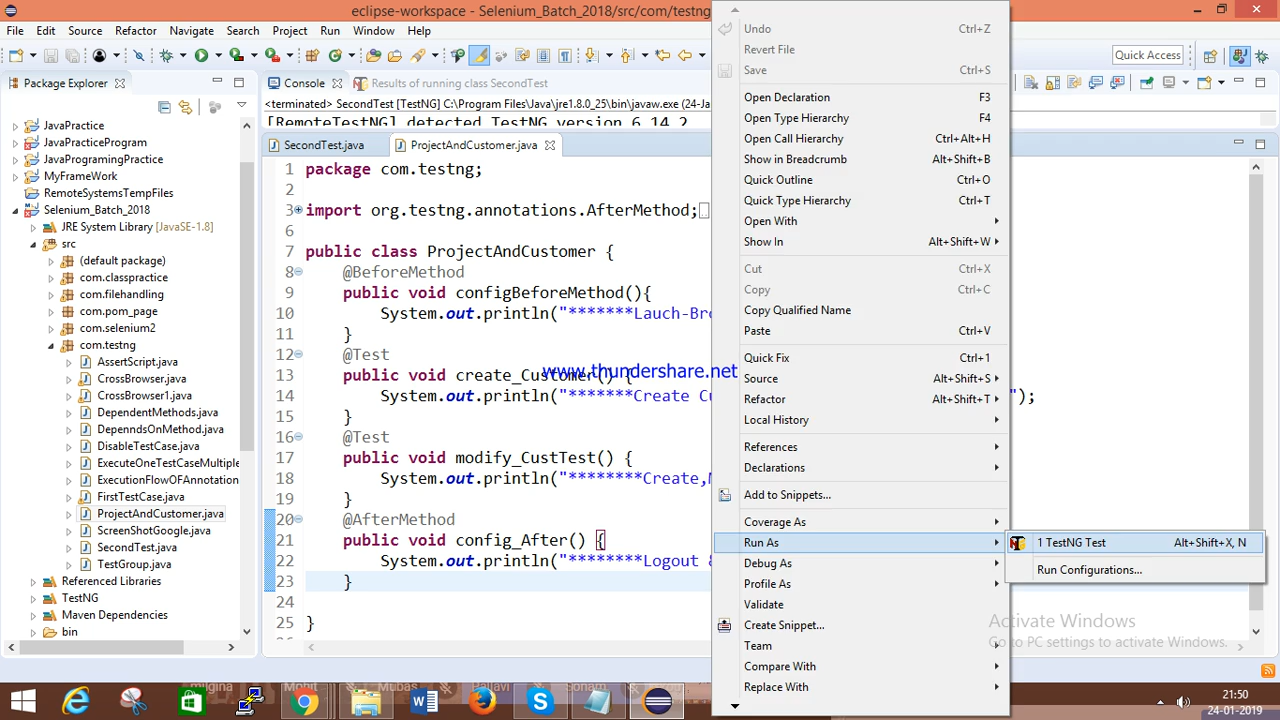 eclipse-workspace - Selenium_Batch_2018/src/com/testng
File Edit Source Refactor Navigate Search Project Run Window Help
Quick Access
Package Explorer
JavaPractice
JavaPracticeProgram
JavaProgramingPractice
MyFrameWork
RemoteSystemsTempFiles
Selenium_Batch_2018
JRE System Library [JavaSE-1.8]
src
(default package)
com.classpractice
com.filehandling
com.pom_page
com.selenium2
com.testng
AssertScript.java
CrossBrowser.java
CrossBrowser1.java
DependentMethods.java
DepenndsOnMethod.java
DisableTestCase.java
ExecuteOneTestCaseMultiple
ExecutionFlowOFAnnotation
FirstTestCase.java
ProjectAndCustomer.java
ScreenShotGoogle.java
SecondTest.java
TestGroup.java
Referenced Libraries
TestNG
Maven Dependencies
bin
Console Results of running class SecondTest
<terminated> SecondTest [TestNG] C:\Program Files\Java\jre1.8.0_25\bin\javaw.exe (24-Ja
[RemoteTestNG] detected TestNG version 6.14.2
SecondTest.java ProjectAndCustomer.java
1 package com.testng;
2
3 import org.testng.annotations.AfterMethod;
6
7 public class ProjectAndCustomer {
8 @BeforeMethod
9 public void configBeforeMethod(){
10 System.out.println("*******Lauch-Br
11 }
12 @Test
13 public void create_Customer() {
14 System.out.println("*******Create C ");
15 }
16 @Test
17 public void modify_CustTest() {
18 System.out.println("********Create,
19 }
20 @AfterMethod
21 public void config_After() {
22 System.out.println("********Logout
23 }
24
25 }
26
www.thundershare.net
Undo Ctrl+Z
Revert File
Save Ctrl+S
Open Declaration F3
Open Type Hierarchy F4
Open Call Hierarchy Ctrl+Alt+H
Show in Breadcrumb Alt+Shift+B
Quick Outline Ctrl+O
Quick Type Hierarchy Ctrl+T
Open With
Show In Alt+Shift+W
Cut Ctrl+X
Copy Ctrl+C
Copy Qualified Name
Paste Ctrl+V
Quick Fix Ctrl+1
Source Alt+Shift+S
Refactor Alt+Shift+T
Local History
References
Declarations
Add to Snippets...
Coverage As
Run As
Debug As
Profile As
Validate
Create Snippet...
Team
Compare With
Replace With
1 TestNG Test Alt+Shift+X, N
Run Configurations...
Activate Windows
Go to PC settings to activate Windows.
milgina Mohit Mubas Pallavi Sonam
21:50
24-01-2019